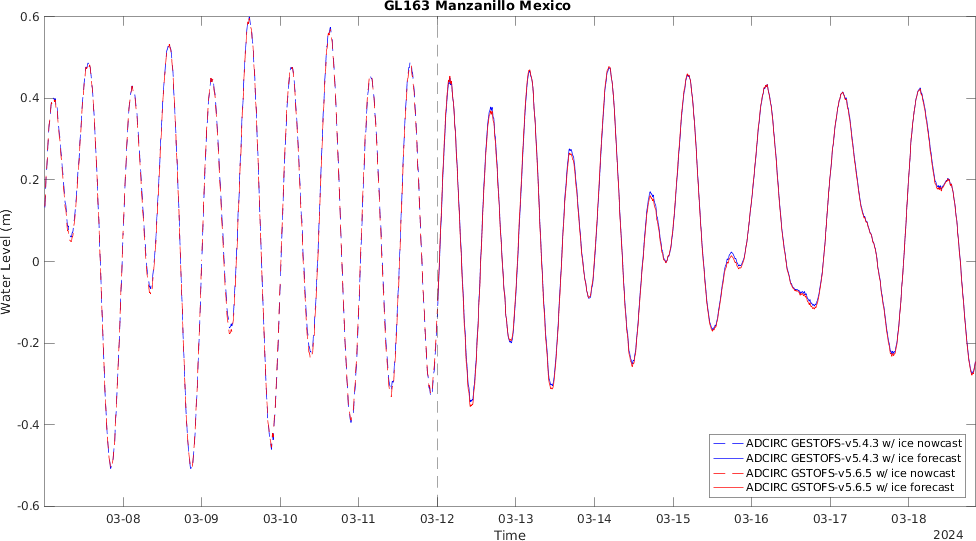 GL163 Manzanillo Mexico
0.6
0.4
0.2
0
-0.2
-0.4
-0.6
Water Level (m)
ADCIRC GESTOFS-v5.4.3 w/ ice nowcast
ADCIRC GESTOFS-v5.4.3 w/ ice forecast
ADCIRC GSTOFS-v5.6.5 w/ ice nowcast
ADCIRC GSTOFS-v5.6.5 w/ ice forecast
03-08 03-09 03-10 03-11 03-12 03-13 03-14 03-15 03-16 03-17 03-18
Time
2024